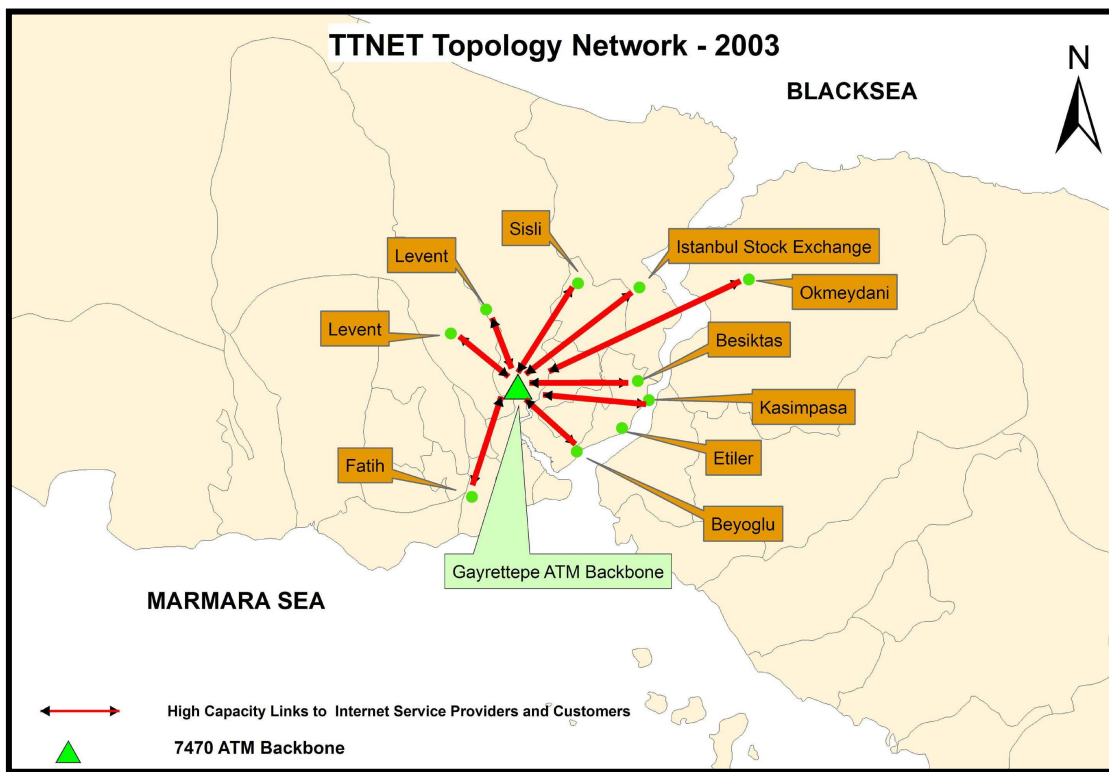 TTNET Topology Network - 2003
N
BLACKSEA
Sisli
Istanbul Stock Exchange
Levent
Okmeydani
Levent
Besiktas
Kasimpasa
Etiler
Fatih
Beyoglu
Gayrettepe ATM Backbone
MARMARA SEA
High Capacity Links to Internet Service Providers and Customers
7470 ATM Backbone